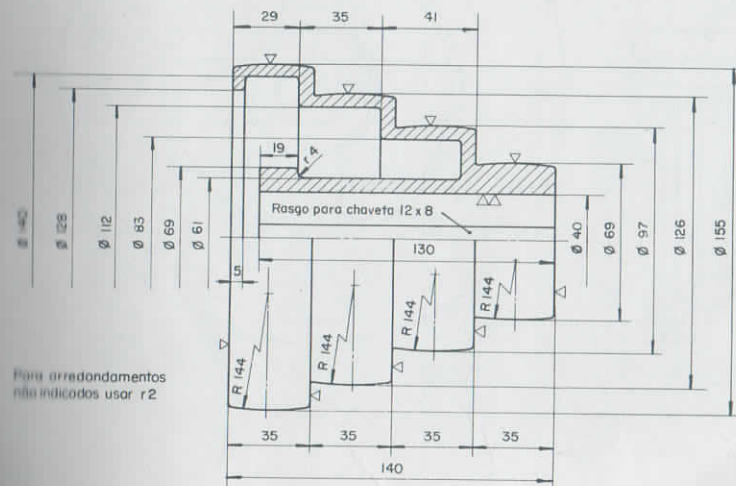 29 35 41
19
r4
Rasgo para chaveta 12 x 8
130
5
Ø 128
Ø 112
Ø 83
Ø 69
Ø 61
Ø 40
Ø 69
Ø 97
Ø 126
Ø 155
R 144
R 144
R 144
R 144
Para arredondamentos
não indicados usar r2
35 35 35 35
140